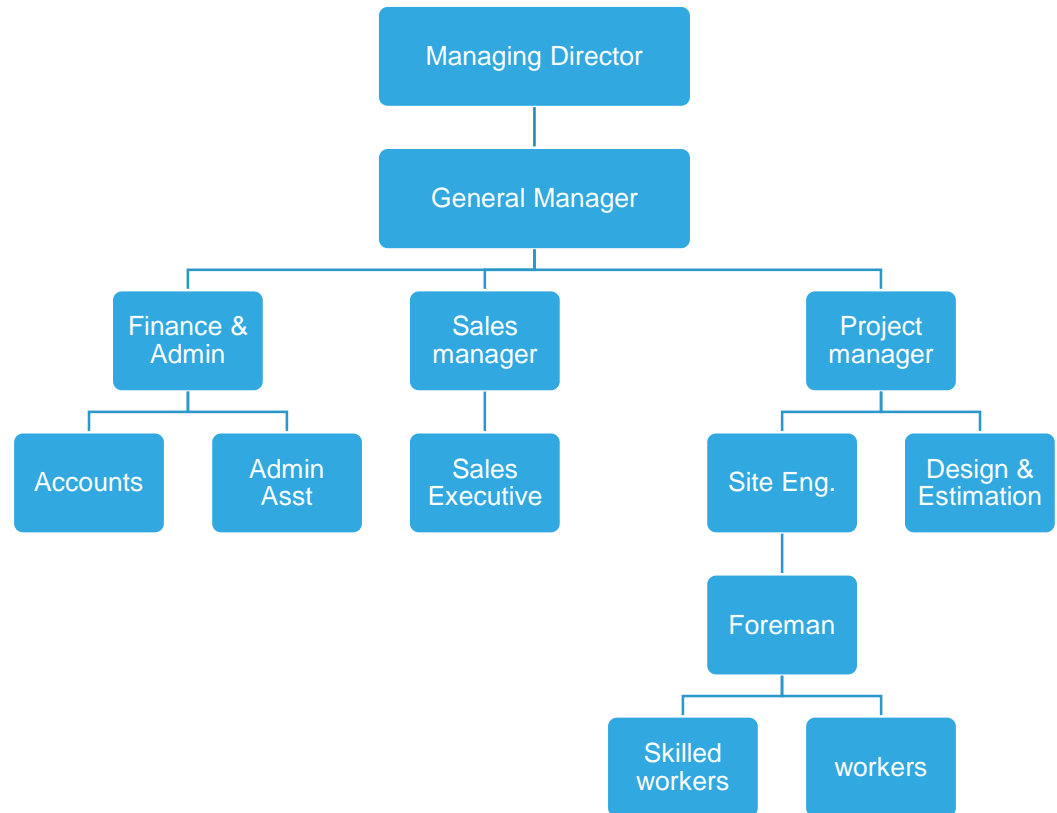 Managing Director
General Manager
Finance &
Admin
Sales
manager
Project
manager
Accounts
Admin
Asst
Sales
Executive
Site Eng.
Design &
Estimation
Foreman
Skilled
workers
workers